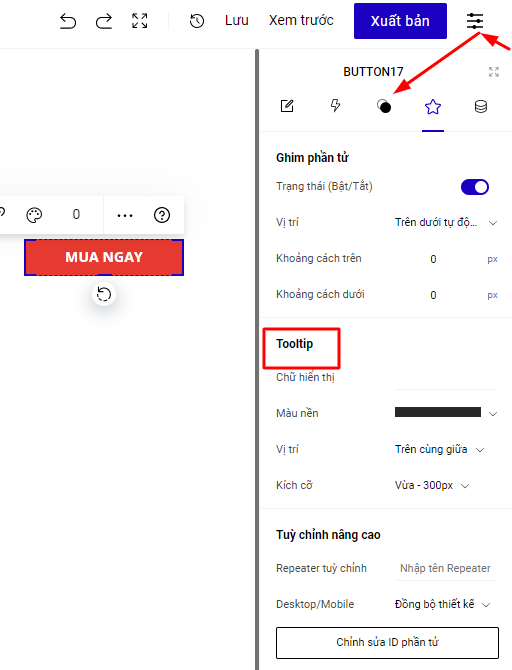 Lưu Xem trước Xuất bản
BUTTON17
Ghim phần tử
Trạng thái (Bật/Tắt)
0
Vị trí Trên dưới tự độ...
MUA NGAY
Khoảng cách trên 0 px
Khoảng cách dưới 0 px
Tooltip
Chữ hiển thị
Màu nền
Vị trí Trên cùng giữa
Kích cỡ Vừa - 300px
Tuỳ chỉnh nâng cao
Repeater tuỳ chỉnh Nhập tên Repeater
Desktop/Mobile Đồng bộ thiết kế
Chỉnh sửa ID phần tử